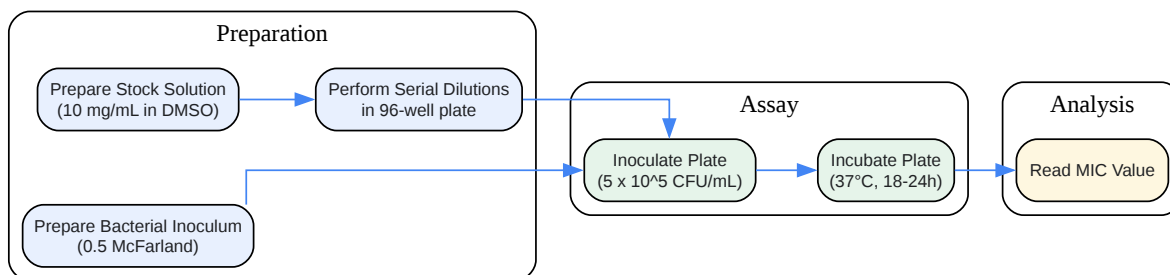 Preparation
Prepare Stock Solution
(10 mg/mL in DMSO)
Perform Serial Dilutions
in 96-well plate
Prepare Bacterial Inoculum
(0.5 McFarland)
Assay
Inoculate Plate
(5 x 10^5 CFU/mL)
Incubate Plate
(37°C, 18-24h)
Analysis
Read MIC Value